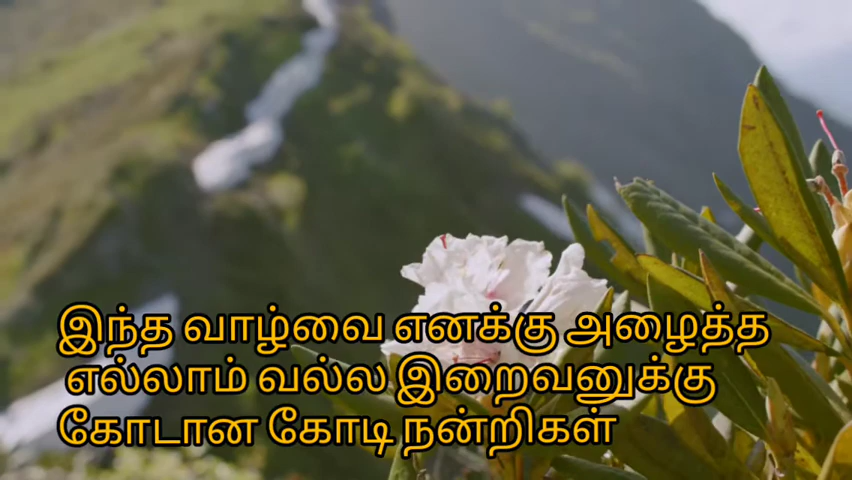 இந்த வாழ்வை எனக்கு அழைத்த
எல்லாம் வல்ல இறைவனுக்கு
கோடான கோடி நன்றிகள்